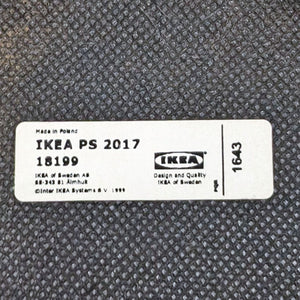 Made in Poland
IKEA PS 2017
18199
IKEA of Sweden AB
SE-343 81 Älmhult
©Inter IKEA Systems B.V. 1999
IKEA
Design and Quality
IKEA of Sweden
PQR
1643